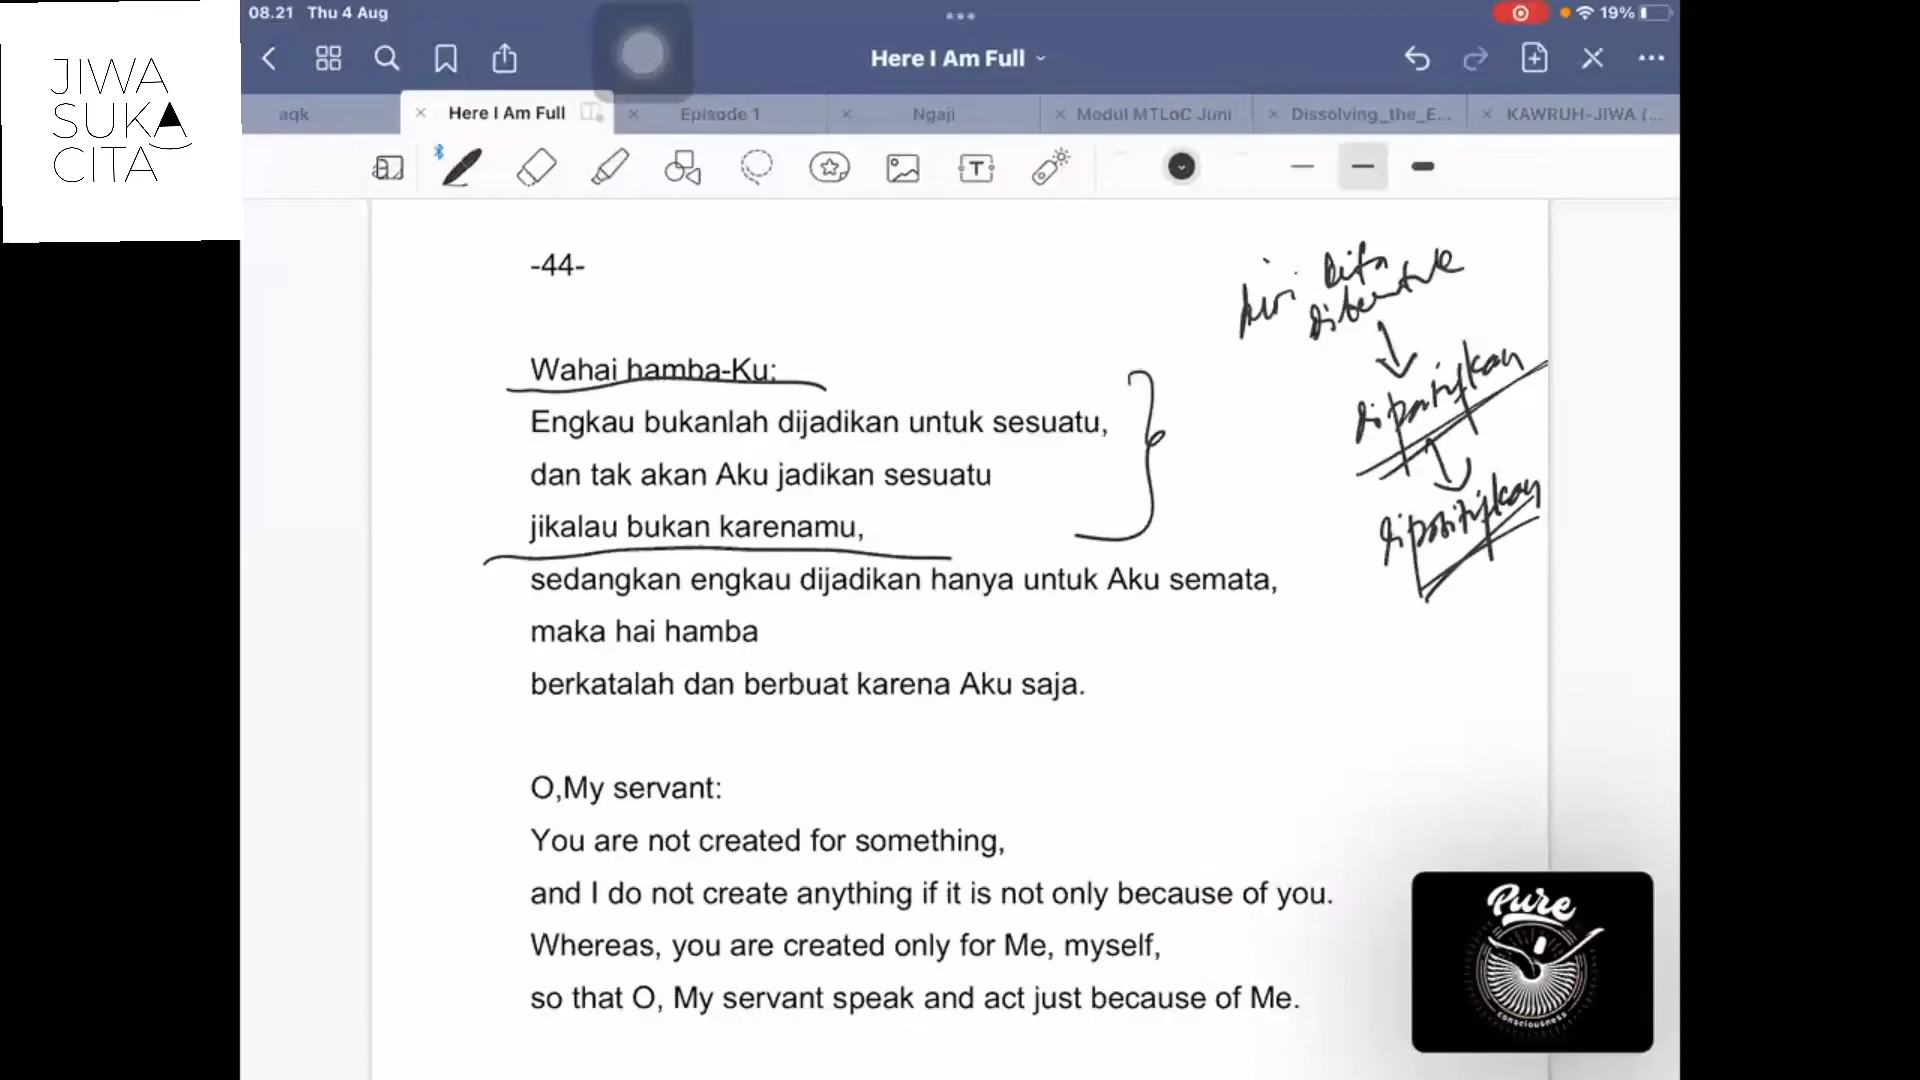 JIWA
SUKA
CITA
08.21 Thu 4 Aug
19%
Here I Am Full
aqk
Here I Am Full
Episode 1
Ngaji
Modul MTLoC Juni
Dissolving_the_E...
KAWRUH-JIWA (...
-44-
Kita
dibentuk
dipositifkan
Wahai hamba-Ku:
Engkau bukanlah dijadikan untuk sesuatu,
dan tak akan Aku jadikan sesuatu
jikalau bukan karenamu,
sedangkan engkau dijadikan hanya untuk Aku semata,
maka hai hamba
berkatalah dan berbuat karena Aku saja.
O,My servant:
You are not created for something,
and I do not create anything if it is not only because of you.
Whereas, you are created only for Me, myself,
so that O, My servant speak and act just because of Me.
Pure
consciousness